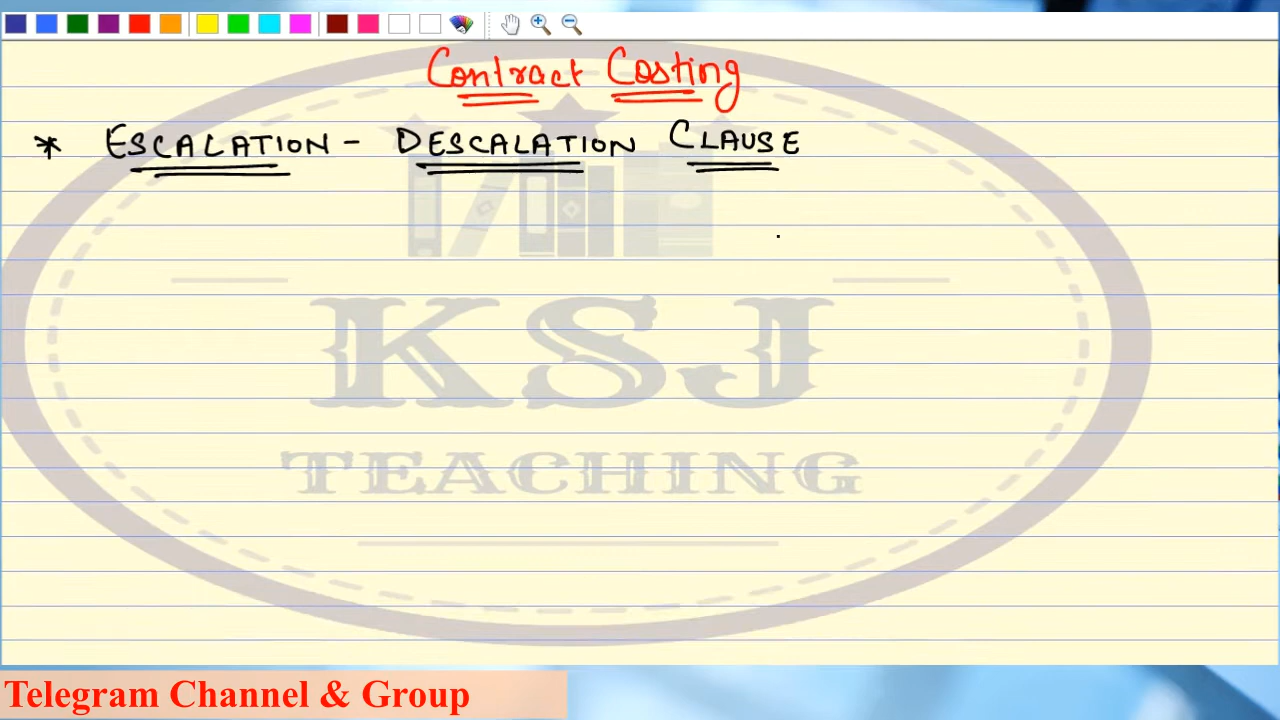 Contract Costing
* ESCALATION - DESCALATION CLAUSE
KSJ
TEACHING
Telegram Channel & Group